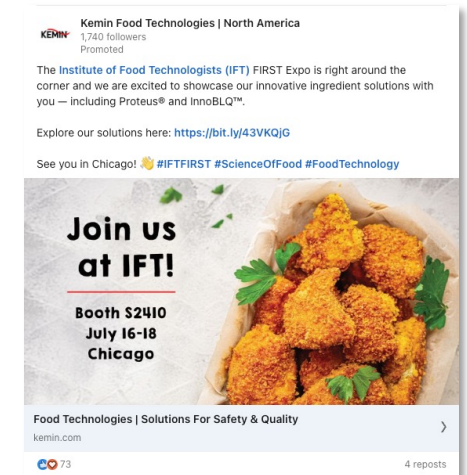 KEMIN
Kemin Food Technologies | North America
1,740 followers
Promoted
The Institute of Food Technologists (IFT) FIRST Expo is right around the
corner and we are excited to showcase our innovative ingredient solutions with
you — including Proteus® and InnoBLQ™.
Explore our solutions here: https://bit.ly/43VKQjG
See you in Chicago! 👋 #IFTFIRST #ScienceOfFood #FoodTechnology
Join us
at IFT!
Booth S2410
July 16-18
Chicago
Food Technologies | Solutions For Safety & Quality
kemin.com
73
4 reposts